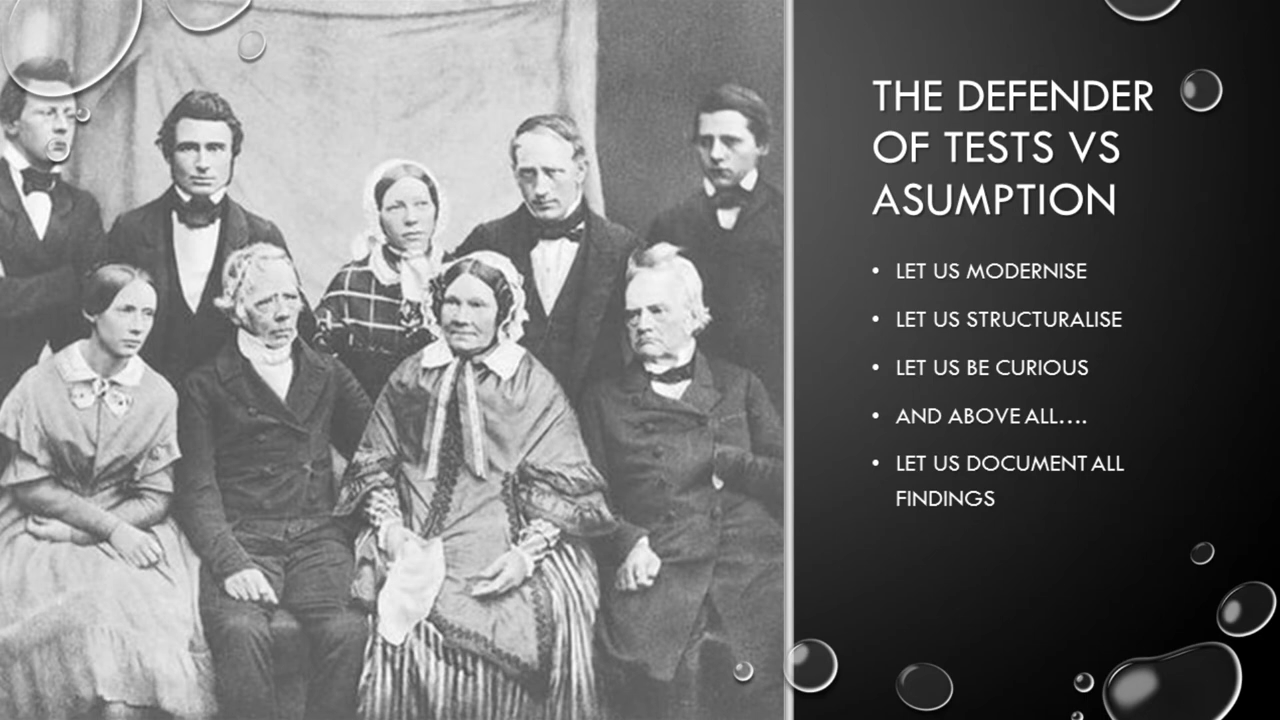 THE DEFENDER
OF TESTS VS
ASUMPTION
• LET US MODERNISE
• LET US STRUCTURALISE
• LET US BE CURIOUS
• AND ABOVE ALL....
• LET US DOCUMENT ALL
FINDINGS